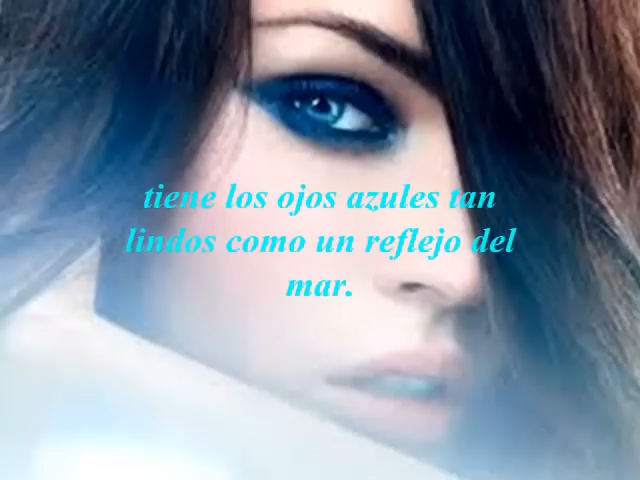 tiene los ojos azules tan
lindos como un reflejo del
mar.